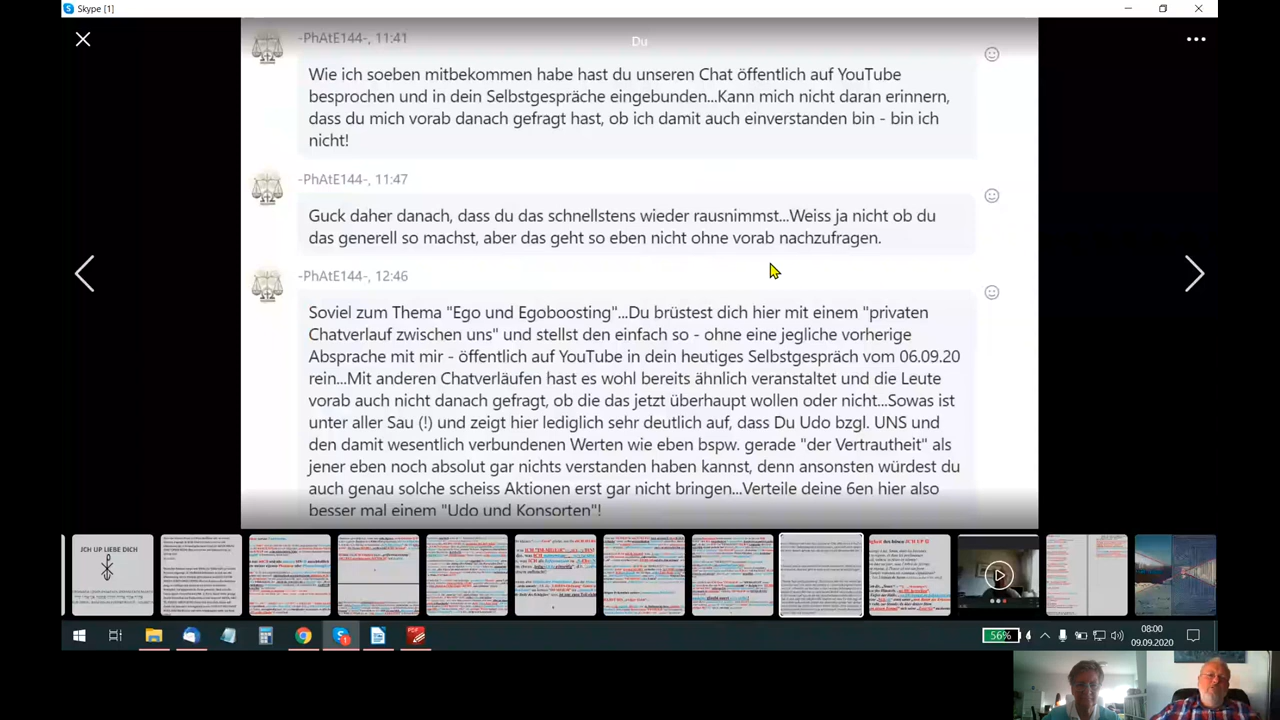 Skype [1]
Du
-PhAtE144-, 11:41
Wie ich soeben mitbekommen habe hast du unseren Chat öffentlich auf YouTube
besprochen und in dein Selbstgespräche eingebunden...Kann mich nicht daran erinnern,
dass du mich vorab danach gefragt hast, ob ich damit auch einverstanden bin - bin ich
nicht!
-PhAtE144-, 11:47
Guck daher danach, dass du das schnellstens wieder rausnimmst...Weiss ja nicht ob du
das generell so machst, aber das geht so eben nicht ohne vorab nachzufragen.
-PhAtE144-, 12:46
Soviel zum Thema "Ego und Egoboosting"...Du brüstest dich hier mit einem "privaten
Chatverlauf zwischen uns" und stellst den einfach so - ohne eine jegliche vorherige
Absprache mit mir - öffentlich auf YouTube in dein heutiges Selbstgespräch vom 06.09.20
rein...Mit anderen Chatverläufen hast es wohl bereits ähnlich veranstaltet und die Leute
vorab auch nicht danach gefragt, ob die das jetzt überhaupt wollen oder nicht...Sowas ist
unter aller Sau (!) und zeigt hier lediglich sehr deutlich auf, dass Du Udo bzgl. UNS und
den damit wesentlich verbundenen Werten wie eben bspw. gerade "der Vertrautheit" als
jener eben noch absolut gar nichts verstanden haben kannst, denn ansonsten würdest du
auch genau solche scheiss Aktionen erst gar nicht bringen...Verteile deine 6en hier also
besser mal einem "Udo und Konsorten"!
JCH UP LIEBE DICH
56%
08:00
09.09.2020